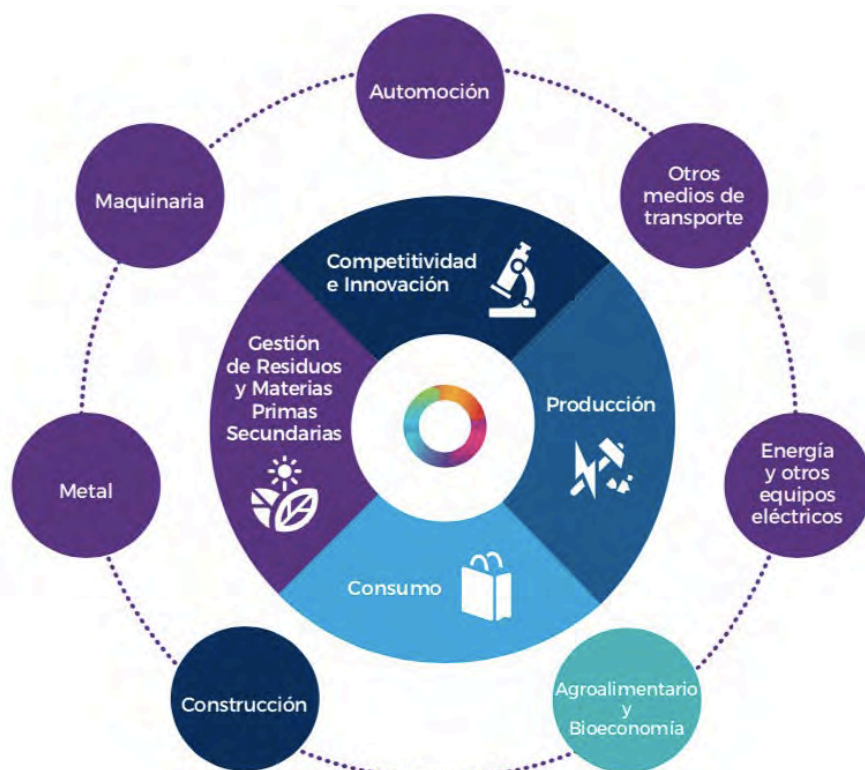 Automoción
Maquinaria
Otros
medios de
transporte
Competitividad
e Innovación
Gestión
de Residuos
y Materias
Primas
Secundarias
Producción
Metal
Energía
y otros
equipos
eléctricos
Consumo
Construcción
Agroalimentario
y
Bioeconomía